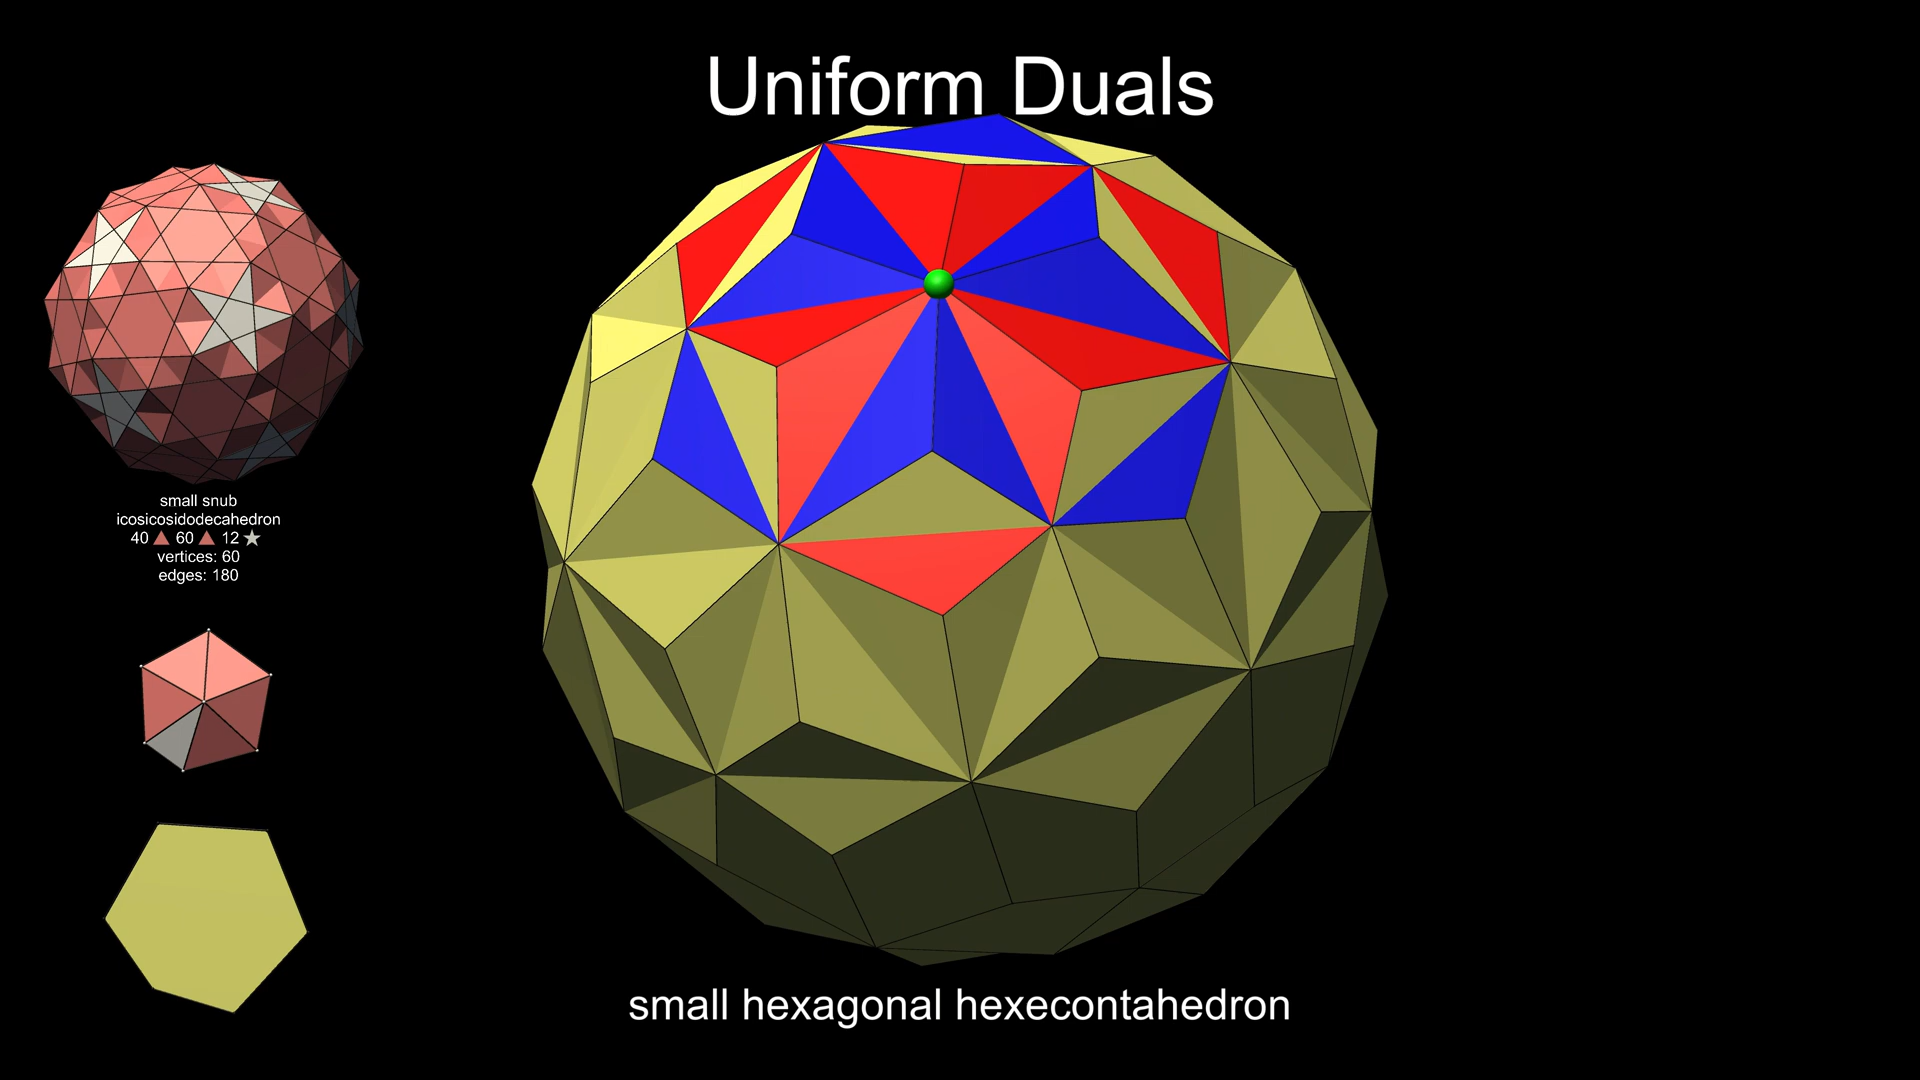 Uniform Duals
small snub
icosicosidodecahedron
40 60 12
vertices: 60
edges: 180
small hexagonal hexecontahedron